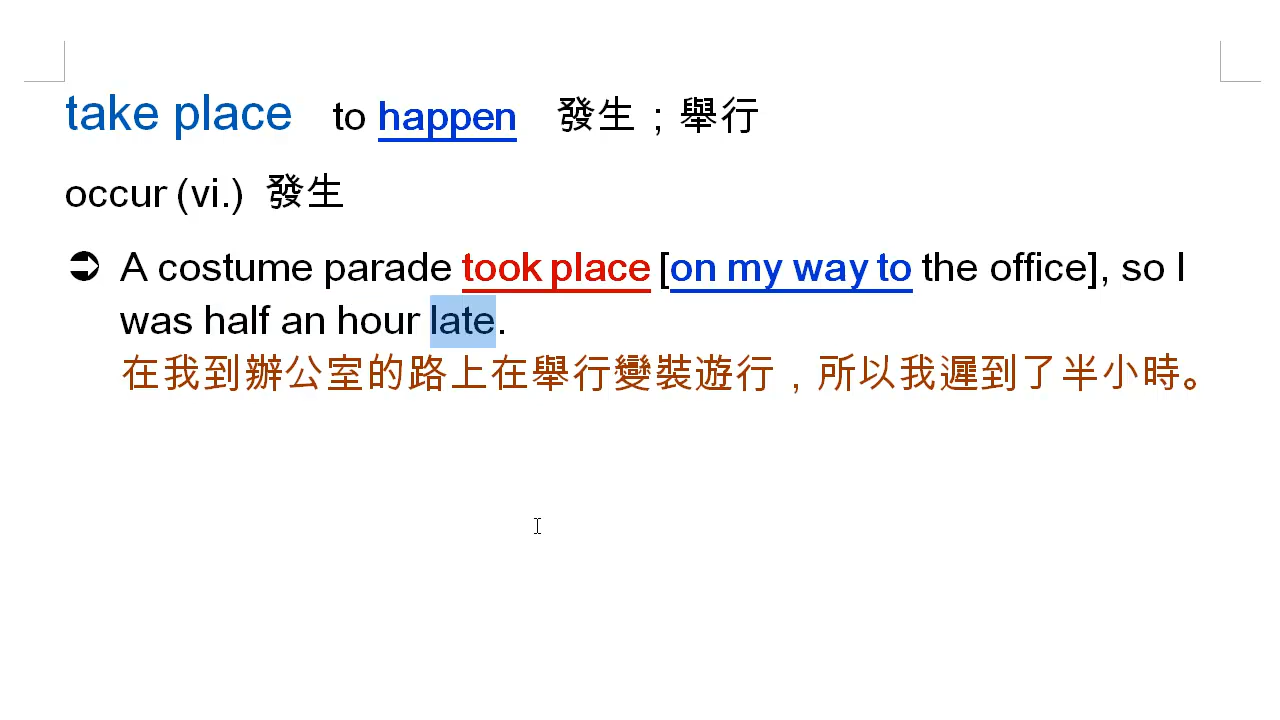 take place to happen 發生；舉行
occur (vi.) 發生
➲ A costume parade took place [on my way to the office], so I
was half an hour late.
在我到辦公室的路上在舉行變裝遊行，所以我遲到了半小時。